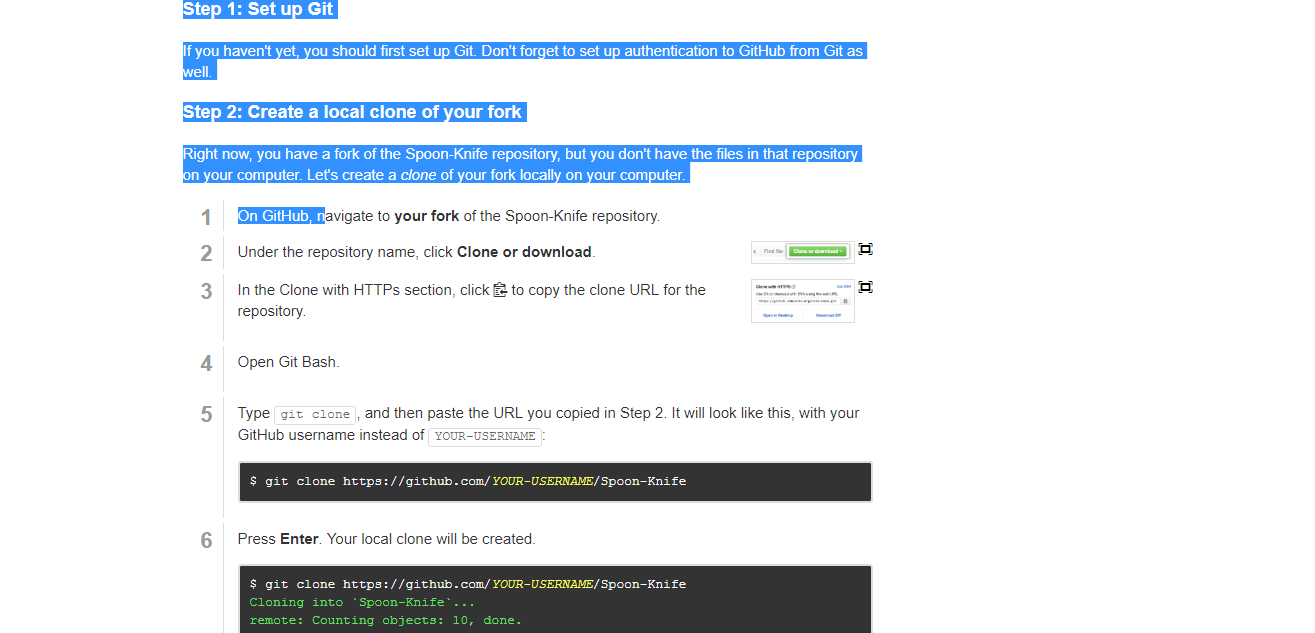 Step 1: Set up Git
If you haven't yet, you should first set up Git. Don't forget to set up authentication to GitHub from Git as
well.
Step 2: Create a local clone of your fork
Right now, you have a fork of the Spoon-Knife repository, but you don't have the files in that repository
on your computer. Let's create a clone of your fork locally on your computer.
1 On GitHub, navigate to your fork of the Spoon-Knife repository.
2 Under the repository name, click Clone or download.
Find file Clone or download
3 In the Clone with HTTPs section, click to copy the clone URL for the
repository.
Clone with HTTPS Use SSH
Use Git or checkout with SVN using the web URL.
Open in Desktop Download ZIP
4 Open Git Bash.
5 Type git clone, and then paste the URL you copied in Step 2. It will look like this, with your
GitHub username instead of YOUR-USERNAME:
$ git clone https://github.com/YOUR-USERNAME/Spoon-Knife
6 Press Enter. Your local clone will be created.
$ git clone https://github.com/YOUR-USERNAME/Spoon-Knife
Cloning into `Spoon-Knife`...
remote: Counting objects: 10, done.